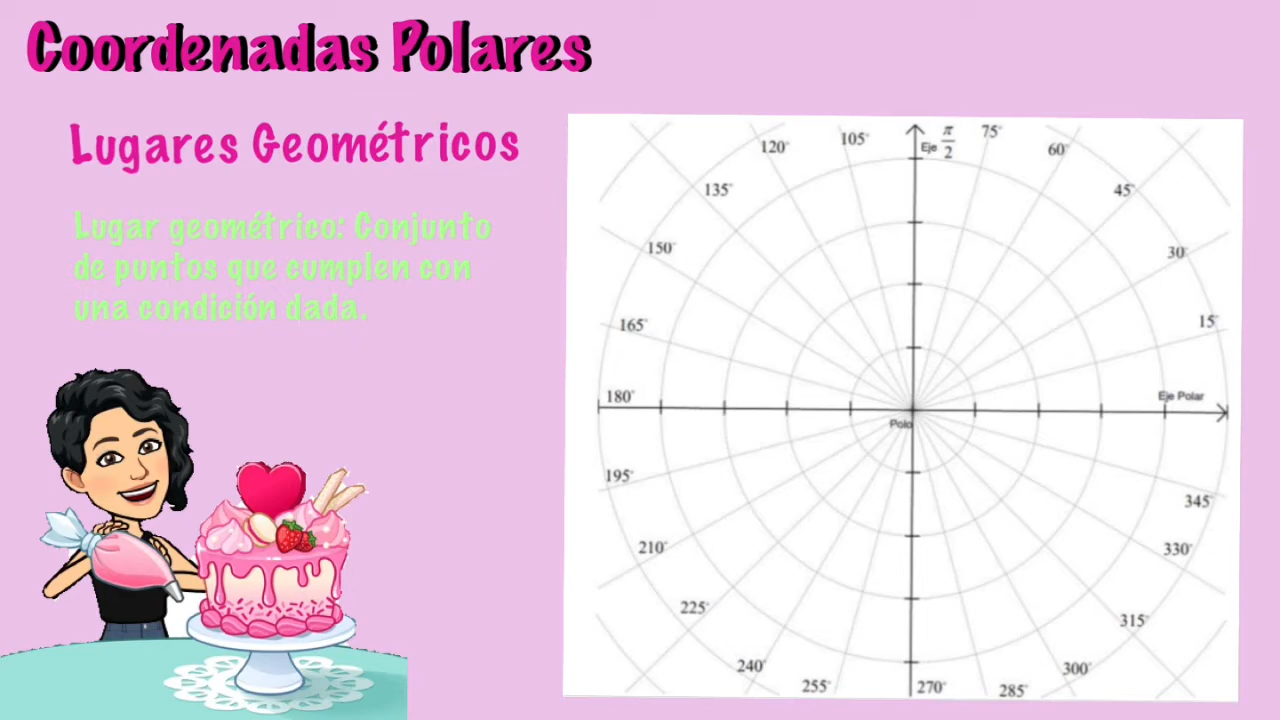 Coordenadas Polares
Lugares Geométricos
Lugar geométrico: Conjunto
de puntos que cumplen con
una condición dada.
Eje π/2
75°
105°
120°
60°
135°
45°
150°
30°
165°
15°
180°
Eje Polar
Polo
195°
345°
210°
330°
225°
315°
240°
300°
255°
270°
285°